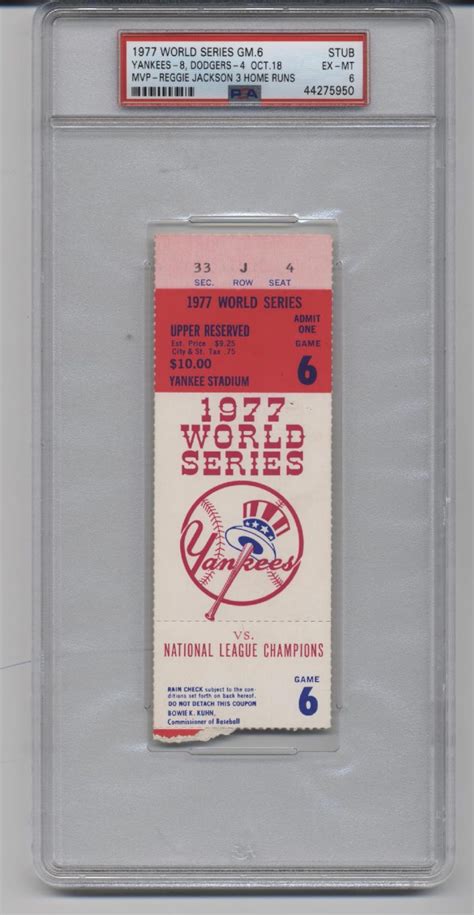 1977 WORLD SERIES GM.6 STUB
YANKEES-8, DODGERS-4 OCT.18 EX-MT
MVP-REGGIE JACKSON 3 HOME RUNS 6
PSA 44275950
33 J 4
SEC. ROW SEAT
1977 WORLD SERIES
UPPER RESERVED ADMIT ONE
Est. Price $9.25
City & St. Tax .75 GAME
$10.00 6
YANKEE STADIUM
1977
WORLD
SERIES
Yankees
VS.
NATIONAL LEAGUE CHAMPIONS
GAME
6
RAIN CHECK subject to the con-
ditions set forth on back hereof.
DO NOT DETACH THIS COUPON
BOWIE K. KUHN,
Commissioner of Baseball